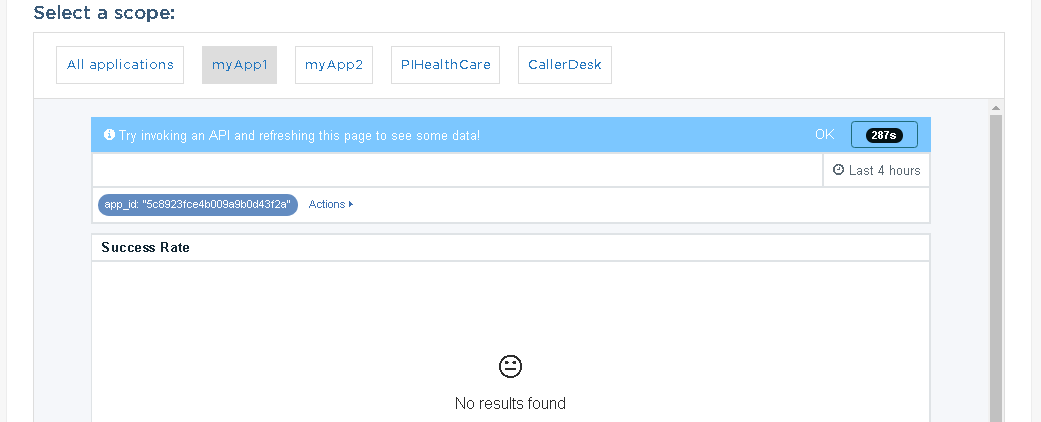 Select a scope:
All applications myApp1 myApp2 PIHealthCare CallerDesk
Try invoking an API and refreshing this page to see some data! OK 287s
Last 4 hours
app_id: "5c8923fce4b009a9b0d43f2a" Actions
Success Rate
No results found